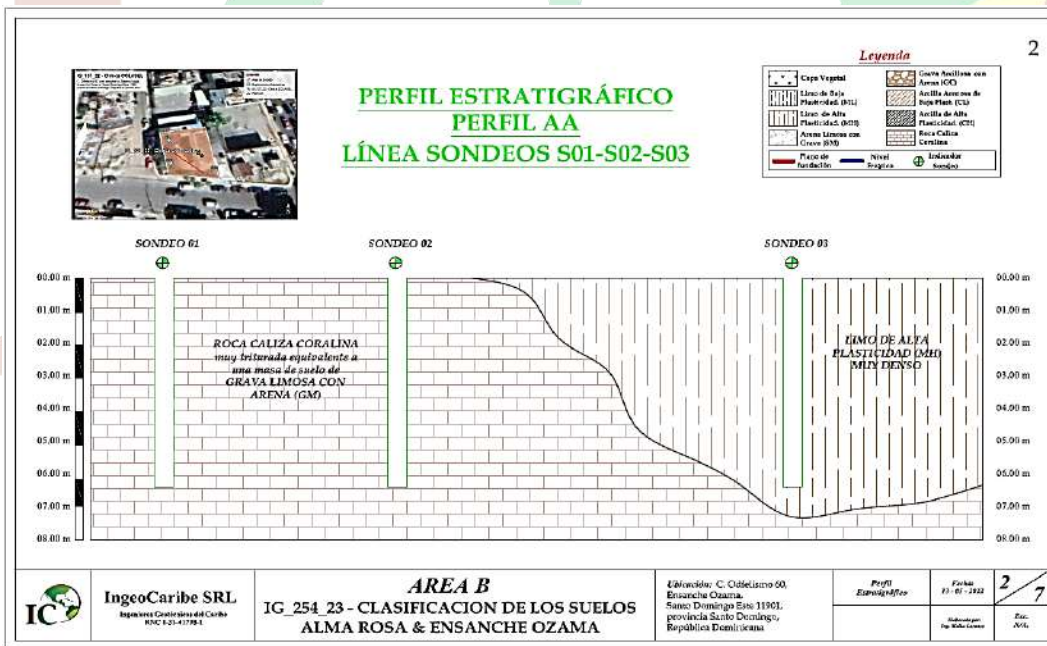 2
PERFIL ESTRATIGRÁFICO
PERFIL AA
LÍNEA SONDEOS S01-S02-S03
Leyenda
Capa Vegetal
Limo de Baja
Plasticidad. (ML)
Limo de Alta
Plasticidad. (MH)
Arena Limosa con
Grava (SM)
Grava Arcillosa con
Arena (GC)
Arcilla Arenosa de
Baja Plast. (CL)
Arcilla de Alta
Plasticidad. (CH)
Roca Caliza
Coralina
Plano de
fundación
Nivel
Freático
Indicador
Sondeo
SONDEO 01
SONDEO 02
SONDEO 03
00.00 m
01.00 m
02.00 m
03.00 m
04.00 m
05.00 m
06.00 m
07.00 m
08.00 m
ROCA CALIZA CORALINA
muy triturada equivalente a
una masa de suelo de
GRAVA LIMOSA CON
ARENA (GM)
LIMO DE ALTA
PLASTICIDAD (MH)
MUY DENSO
00.00 m
01.00 m
02.00 m
03.00 m
04.00 m
05.00 m
06.00 m
07.00 m
08.00 m
IC
IngeoCaribe SRL
Ingenieros Geotécnicos del Caribe
AREA B
IG_254_23 - CLASIFICACION DE LOS SUELOS
ALMA ROSA & ENSANCHE OZAMA
Ubicación: C. Odfelismo 60,
Ensanche Ozama,
Santo Domingo Este 11901,
provincia Santo Domingo,
República Dominicana
Perfil
Estratigráfico
Fecha:
Elaborado por:
2/7
Esc.
N/A.